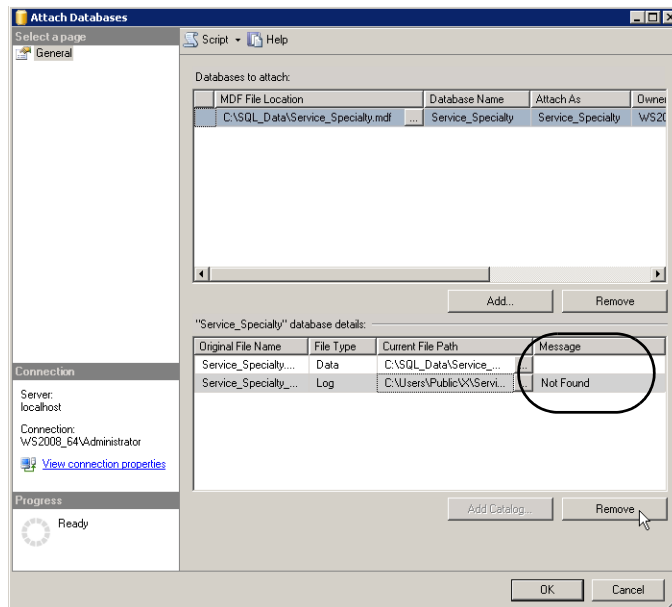 Attach Databases
Select a page
General
Script Help
Databases to attach:
MDF File Location Database Name Attach As Owner
C:\SQL_Data\Service_Specialty.mdf ... Service_Specialty Service_Specialty WS20
Add... Remove
"Service_Specialty" database details:
Original File Name File Type Current File Path Message
Service_Specialty.... Data C:\SQL_Data\Service_... ...
Service_Specialty_... Log C:\Users\Public\X\Servi... ... Not Found
Add Catalog... Remove
Connection
Server:
localhost
Connection:
WS2008_64\Administrator
View connection properties
Progress
Ready
OK Cancel